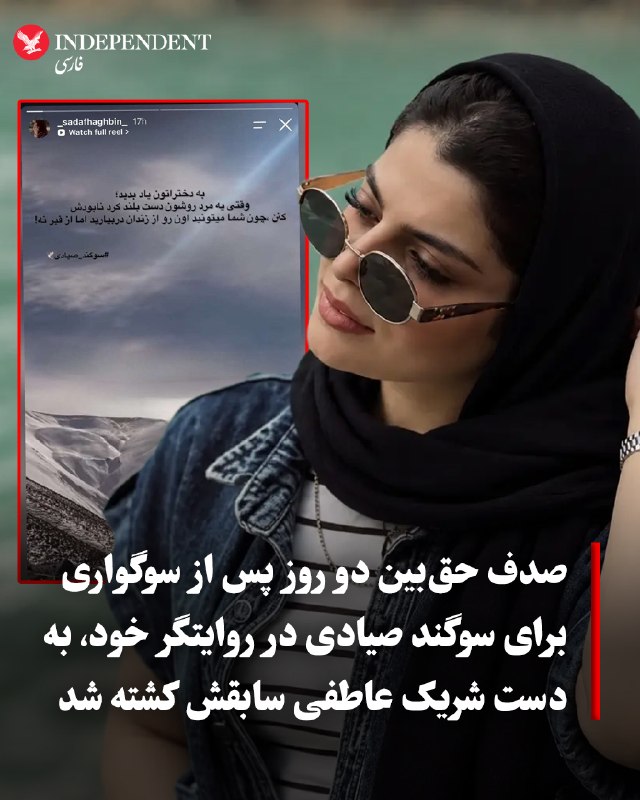 INDEPENDENT
فارسی
_sadafhaghbin_ 17h
Watch full reel >
به دختراتون یاد بدید؛
وقتی یه مرد روشون دست بلند کرد نابودش
کنن ،چون شما میتونید اون رو از زندان دربیارید اما از قبر نه!
#سوگند_صیادی
صدف حق‌بین دو روز پس از سوگواری
برای سوگند صیادی در روایتگر خود، به
دست شریک عاطفی سابقش کشته شد